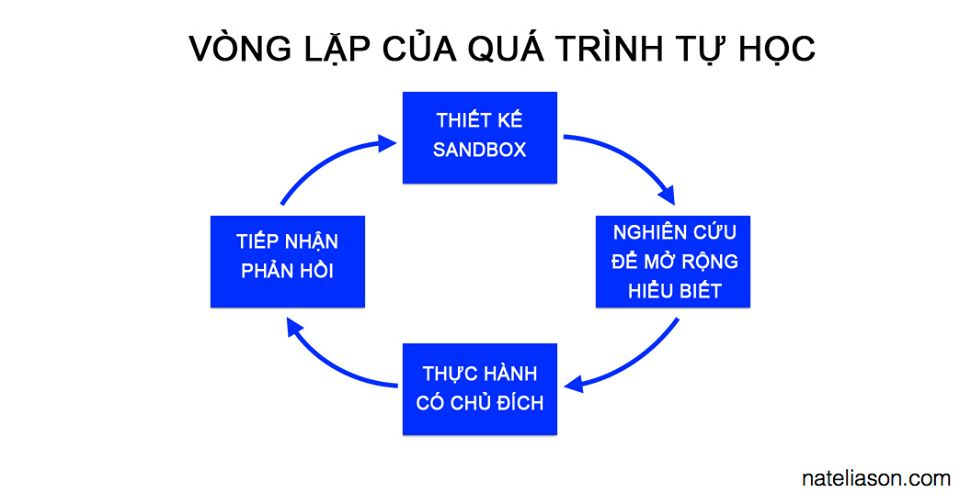 VÒNG LẶP CỦA QUÁ TRÌNH TỰ HỌC
THIẾT KẾ
SANDBOX
NGHIÊN CỨU
ĐỂ MỞ RỘNG
HIỂU BIẾT
THỰC HÀNH
CÓ CHỦ ĐÍCH
TIẾP NHẬN
PHẢN HỒI
nateliason.com